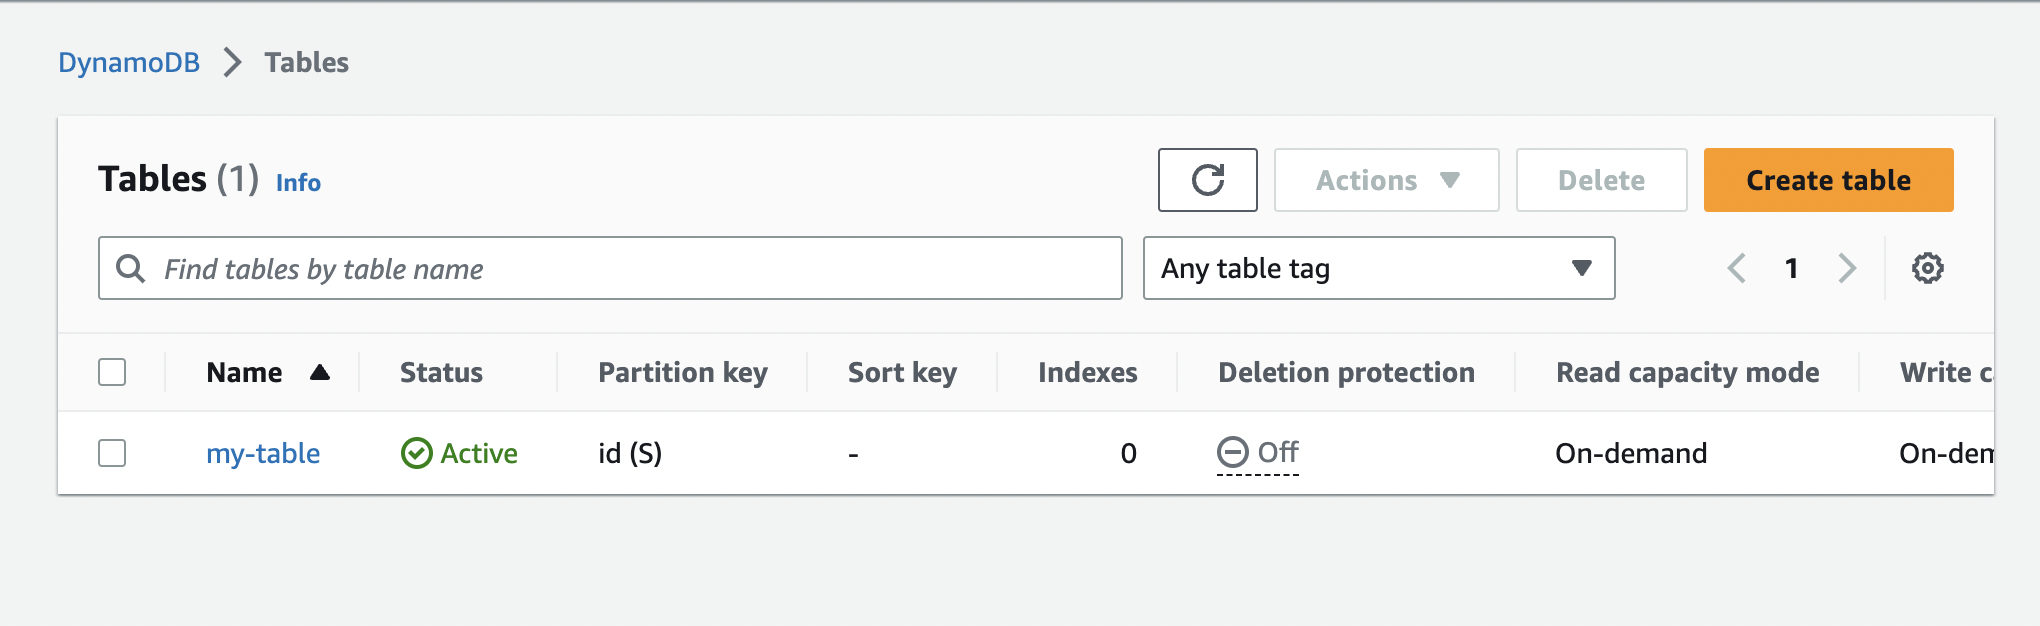 DynamoDB > Tables
Tables (1) Info
Actions Delete Create table
Find tables by table name Any table tag 1
Name Status Partition key Sort key Indexes Deletion protection Read capacity mode Write
my-table Active id (S) - 0 Off On-demand